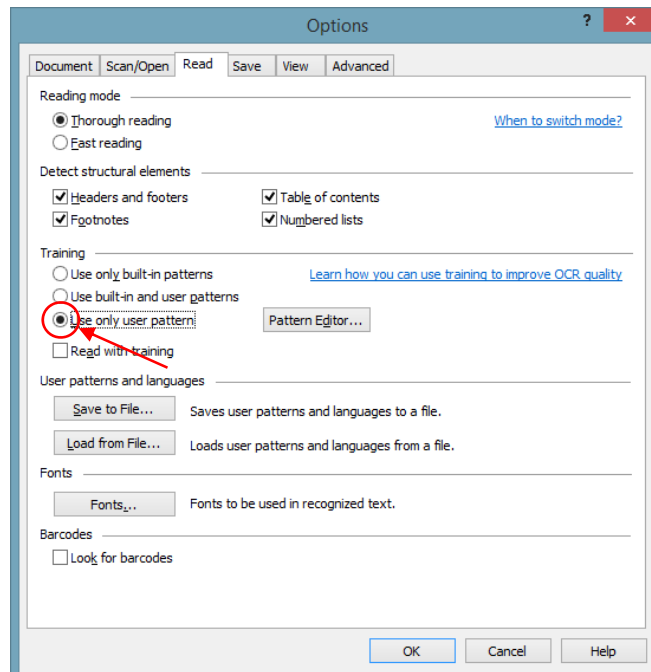 Options
? ×
Document Scan/Open Read Save View Advanced
Reading mode
Thorough reading When to switch mode?
Fast reading
Detect structural elements
Headers and footers Table of contents
Footnotes Numbered lists
Training
Use only built-in patterns Learn how you can use training to improve OCR quality
Use built-in and user patterns
Use only user pattern Pattern Editor...
Read with training
User patterns and languages
Save to File... Saves user patterns and languages to a file.
Load from File... Loads user patterns and languages from a file.
Fonts
Fonts... Fonts to be used in recognized text.
Barcodes
Look for barcodes
OK Cancel Help